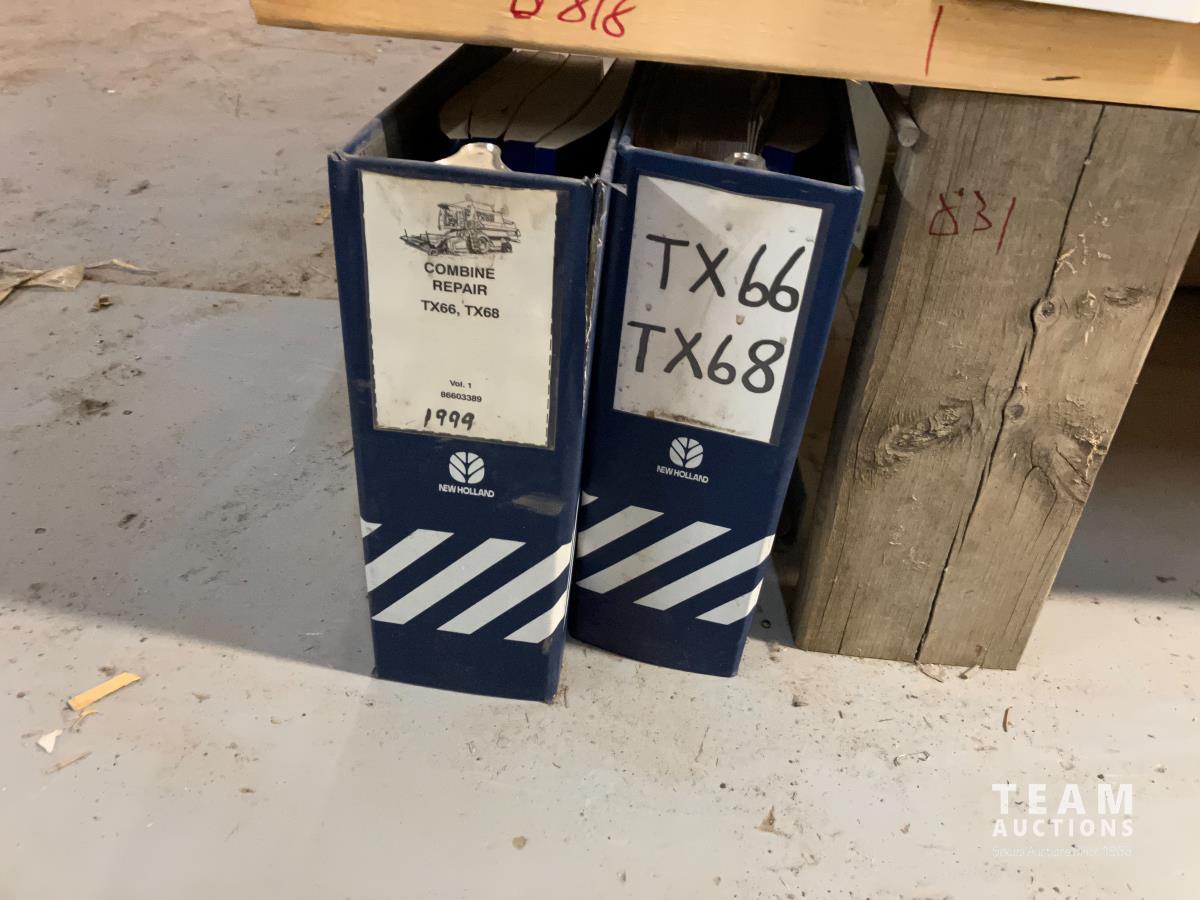 B 818
831
COMBINE
REPAIR
TX66, TX68
Vol. 1
86603389
1999
NEW HOLLAND
TX66
TX68
NEW HOLLAND
TEAM
AUCTIONS